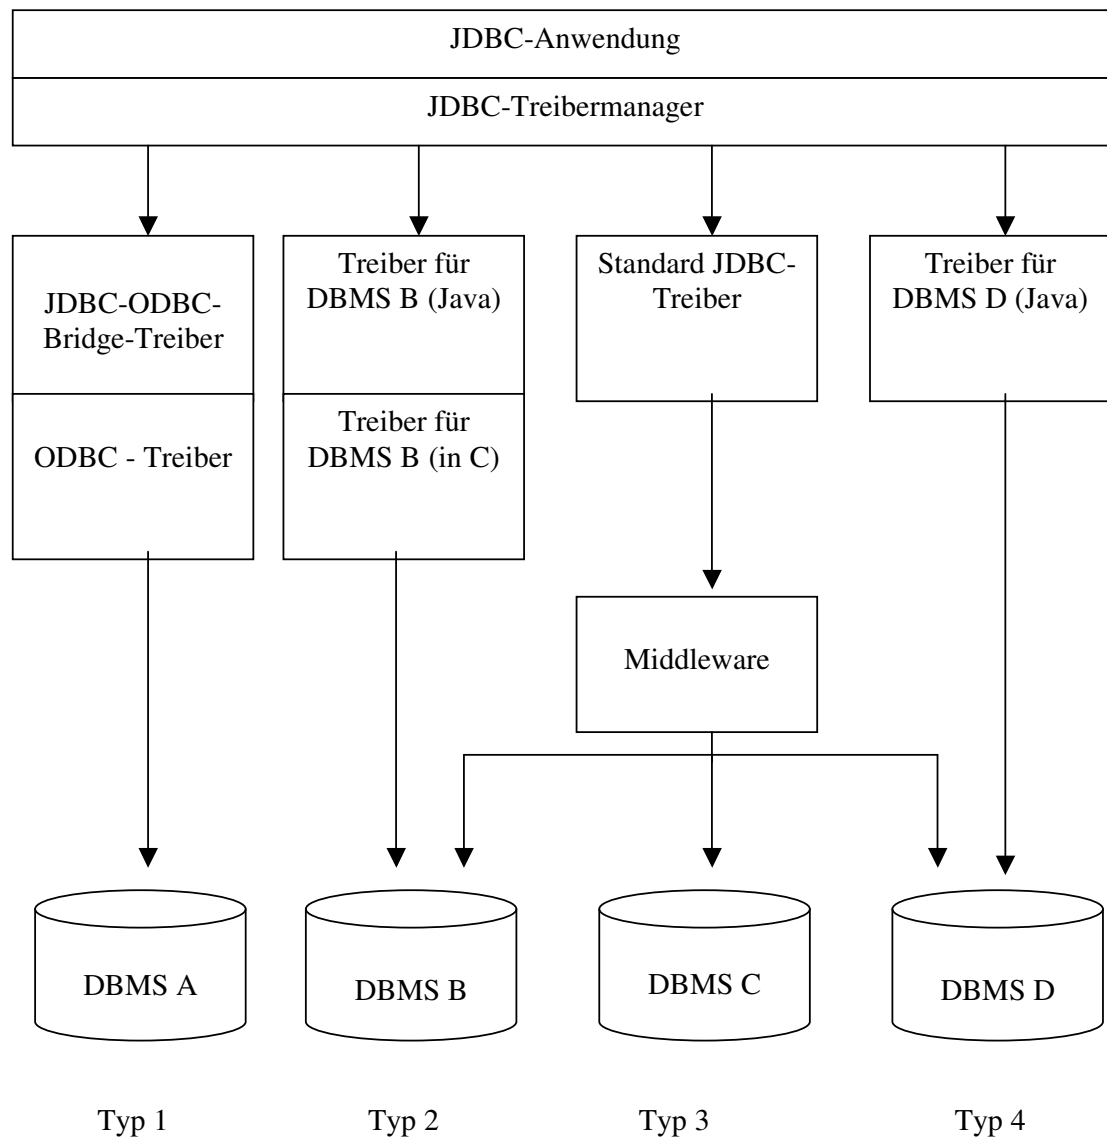 JDBC-Anwendung
JDBC-Treibermanager
JDBC-ODBC-
Bridge-Treiber
ODBC - Treiber
Treiber für
DBMS B (Java)
Treiber für
DBMS B (in C)
Standard JDBC-
Treiber
Middleware
Treiber für
DBMS D (Java)
DBMS A
DBMS B
DBMS C
DBMS D
Typ 1
Typ 2
Typ 3
Typ 4